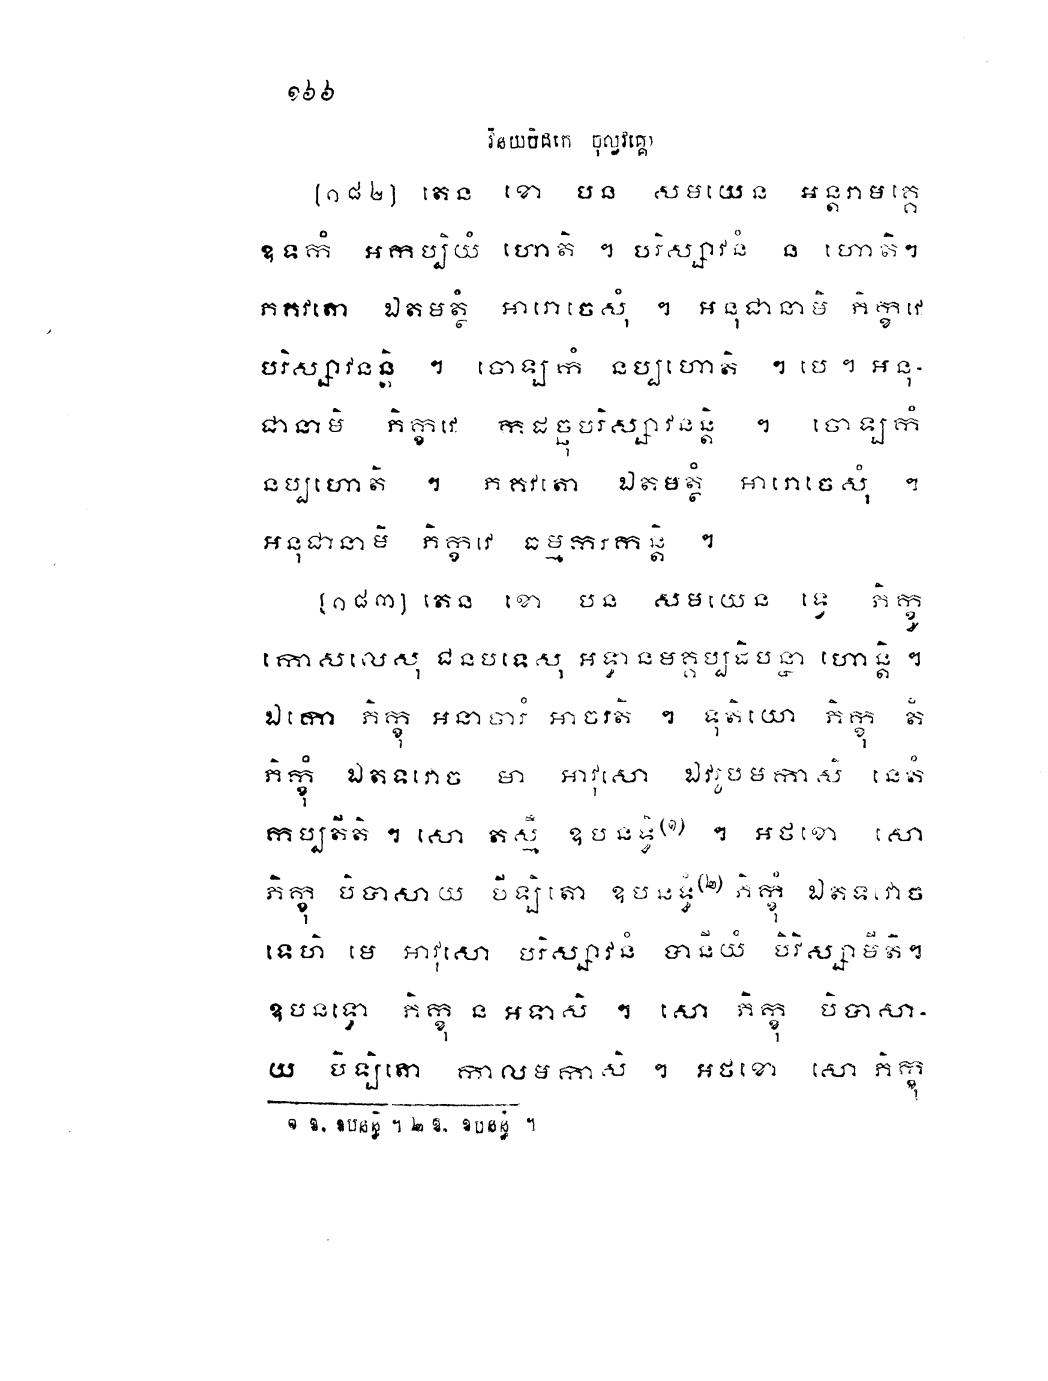 ១៦៦
វិនយបិដកេ ចុល្លវគ្គោ
[១៨២] តេន ខោ បន សមយេន អន្តរាមគ្គេ
ឧទកំ អកប្បិយំ ហោតិ ។ បរិស្សាវនំ ន ហោតិ។
ភគវតោ ឯតមត្ថំ អារោចេសុំ ។ អនុជានាមិ ភិក្ខវេ
បរិស្សាវនន្តិ ។ ចោឡកំ នប្បហោតិ ។ បេ ។ អនុ-
ជានាមិ ភិក្ខវេ កដច្ឆុបរិស្សាវនន្តិ ។ ចោឡកំ
នប្បហោតិ ។ ភគវតោ ឯតមត្ថំ អារោចេសុំ ។
អនុជានាមិ ភិក្ខវេ ធម្មករកន្តិ ។
[១៨៣] តេន ខោ បន សមយេន ទ្វេ ភិក្ខូ
កោសលេសុ ជនបទេសុ អទ្ធានមគ្គប្បដិបន្នា ហោន្តិ ។
ឯកោ ភិក្ខុ អនាចារំ អាចរតិ ។ ទុតិយោ ភិក្ខុ តំ
ភិក្ខុំ ឯតទវោច មា អាវុសោ ឯវរូបមកាសិ នេតំ
កប្បតីតិ ។ សោ តស្មឹ ឧបនន្ធិ(១) ។ អថខោ សោ
ភិក្ខុ បិបាសាយ បីឡិតោ ឧបនន្ធំ(២) ភិក្ខុំ ឯតទវោច
ទេហិ មេ អាវុសោ បរិស្សាវនំ បានីយំ បិវិស្សាមីតិ។
ឧបនន្ធោ ភិក្ខុ ន អទាសិ ។ សោ ភិក្ខុ បិបាសា-
យ បិឡិតោ កាលមកាសិ ។ អថខោ សោ ភិក្ខុ
១ ឱ. ឧបនន្ធិ ។ ២ ឱ. ឧបនន្ធំ ។